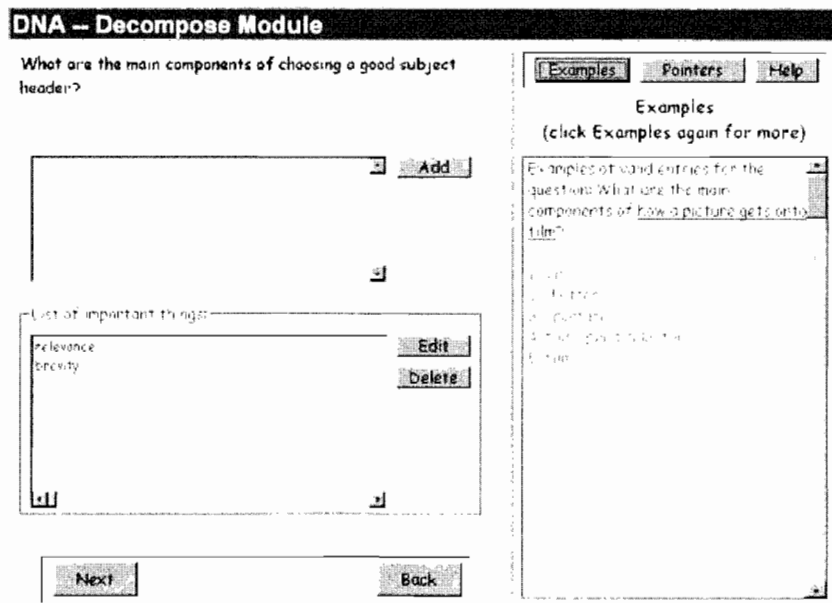 DNA -- Decompose Module
What are the main components of choosing a good subject
header?
Add
List of important things:
relevance
brevity
Edit
Delete
Next
Back
Examples Pointers Help
Examples
(click Examples again for more)
Examples of valid entries for the
question: What are the main
components of how a picture gets onto
film?